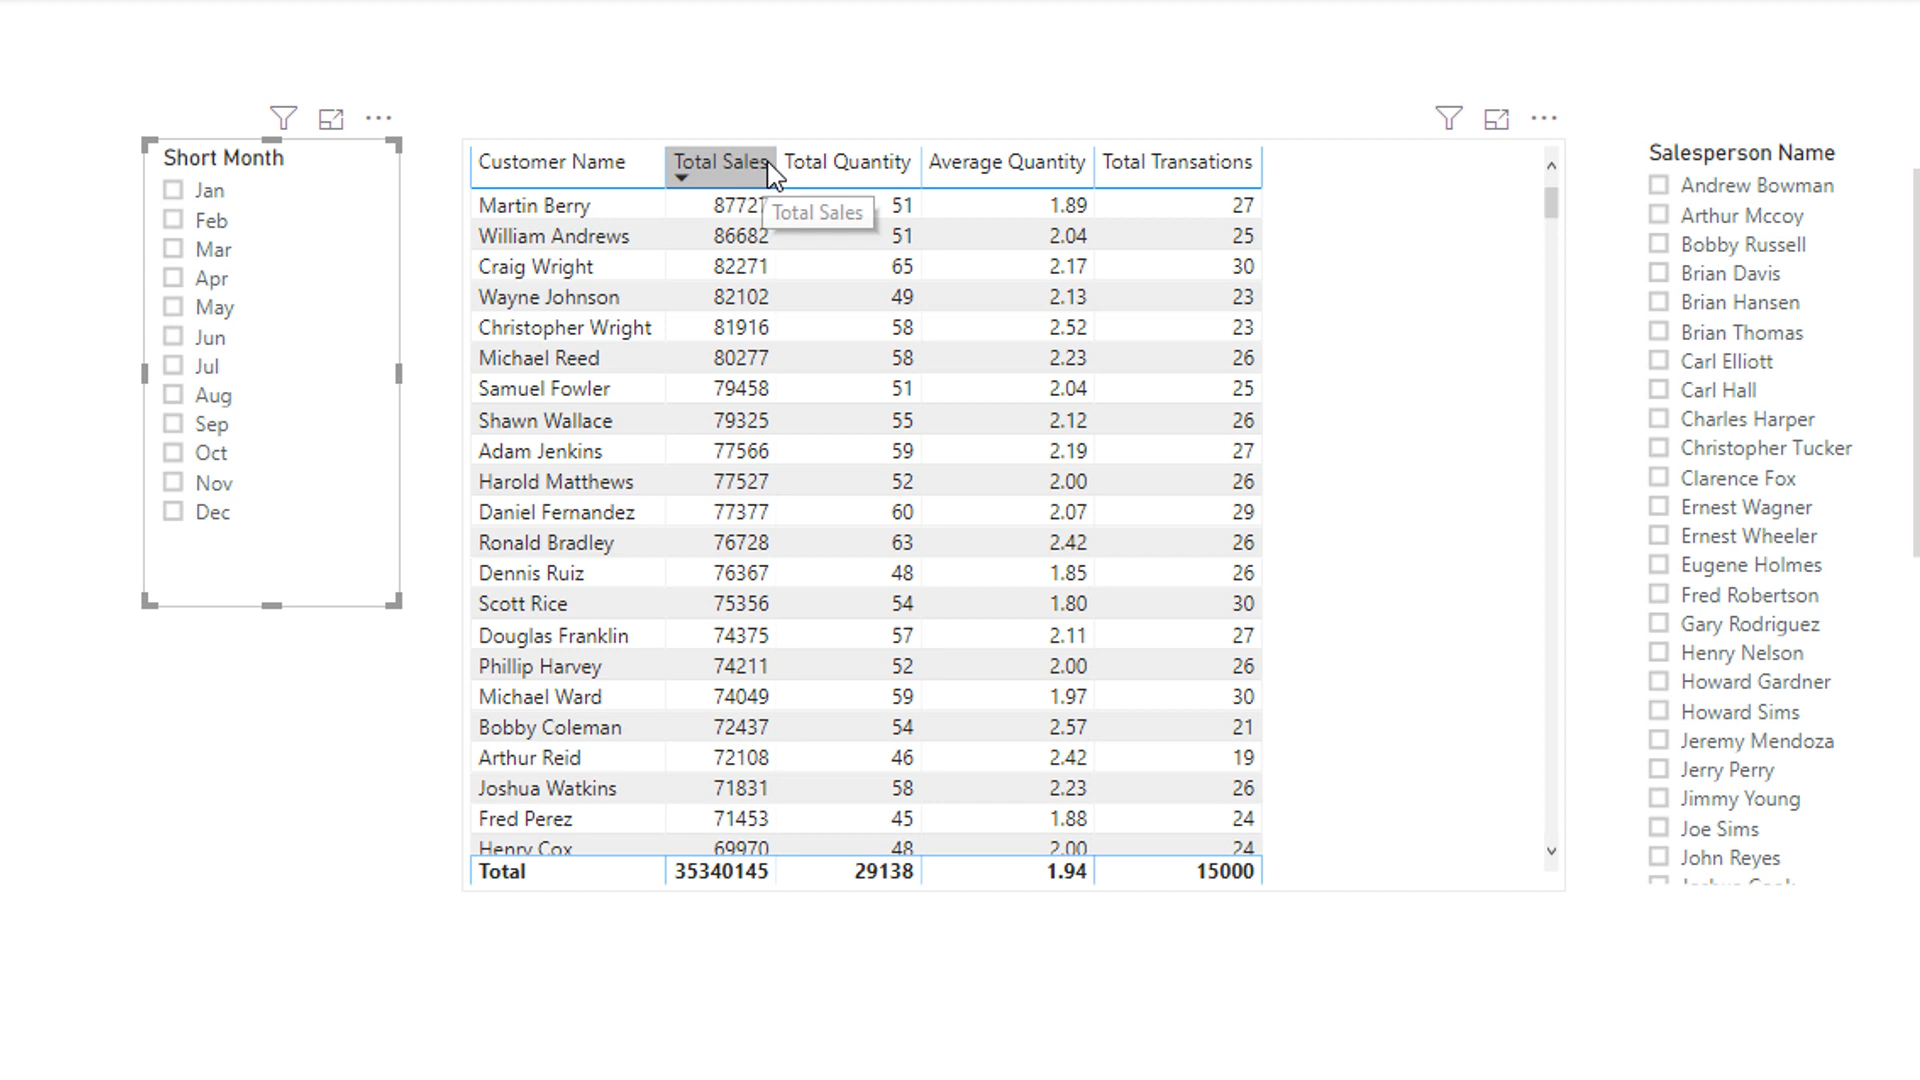 Short Month
Jan
Feb
Mar
Apr
May
Jun
Jul
Aug
Sep
Oct
Nov
Dec
Customer Name Total Sales Total Quantity Average Quantity Total Transations
Total Sales
Martin Berry 87727 51 1.89 27
William Andrews 86682 51 2.04 25
Craig Wright 82271 65 2.17 30
Wayne Johnson 82102 49 2.13 23
Christopher Wright 81916 58 2.52 23
Michael Reed 80277 58 2.23 26
Samuel Fowler 79458 51 2.04 25
Shawn Wallace 79325 55 2.12 26
Adam Jenkins 77566 59 2.19 27
Harold Matthews 77527 52 2.00 26
Daniel Fernandez 77377 60 2.07 29
Ronald Bradley 76728 63 2.42 26
Dennis Ruiz 76367 48 1.85 26
Scott Rice 75356 54 1.80 30
Douglas Franklin 74375 57 2.11 27
Phillip Harvey 74211 52 2.00 26
Michael Ward 74049 59 1.97 30
Bobby Coleman 72437 54 2.57 21
Arthur Reid 72108 46 2.42 19
Joshua Watkins 71831 58 2.23 26
Fred Perez 71453 45 1.88 24
Henry Cox 69970 48 2.00 24
Total 35340145 29138 1.94 15000
Salesperson Name
Andrew Bowman
Arthur Mccoy
Bobby Russell
Brian Davis
Brian Hansen
Brian Thomas
Carl Elliott
Carl Hall
Charles Harper
Christopher Tucker
Clarence Fox
Ernest Wagner
Ernest Wheeler
Eugene Holmes
Fred Robertson
Gary Rodriguez
Henry Nelson
Howard Gardner
Howard Sims
Jeremy Mendoza
Jerry Perry
Jimmy Young
Joe Sims
John Reyes